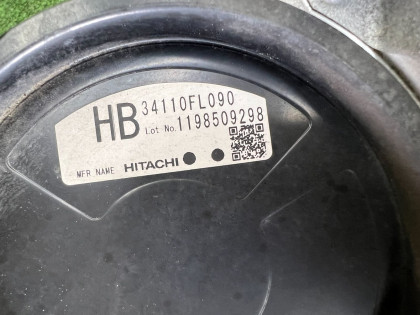 HB 34110FL090
Lot No. 1198509298
MFR NAME HITACHI